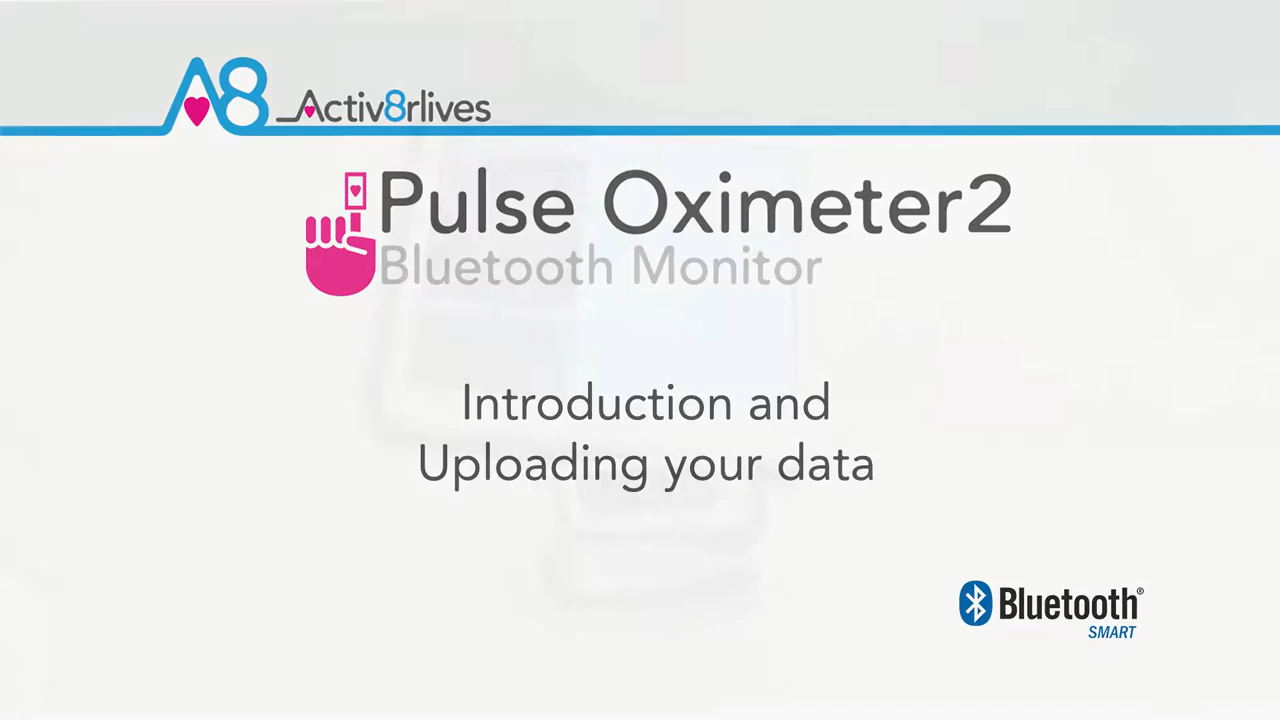 A8 Activ8rlives
Pulse Oximeter2
Bluetooth Monitor
Introduction and
Uploading your data
Bluetooth®
SMART